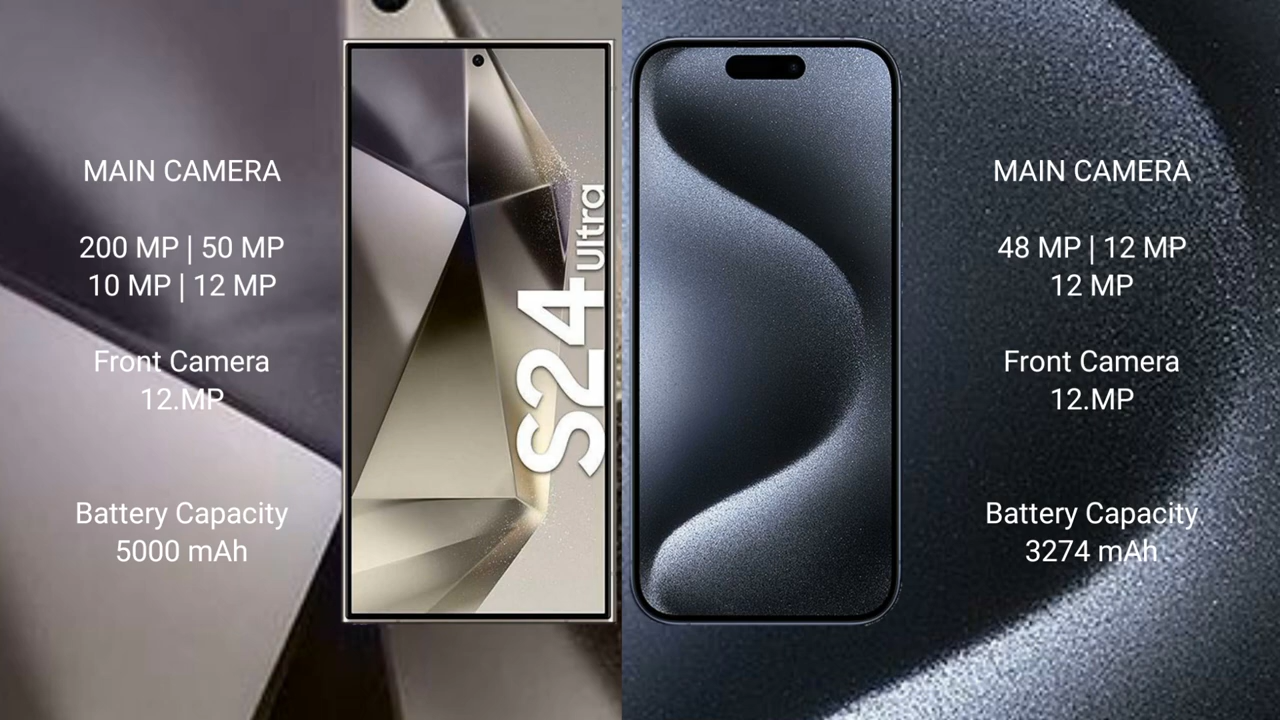 MAIN CAMERA
200 MP | 50 MP
10 MP | 12 MP
Front Camera
12.MP
Battery Capacity
5000 mAh
S24 Ultra
MAIN CAMERA
48 MP | 12 MP
12 MP
Front Camera
12.MP
Battery Capacity
3274 mAh